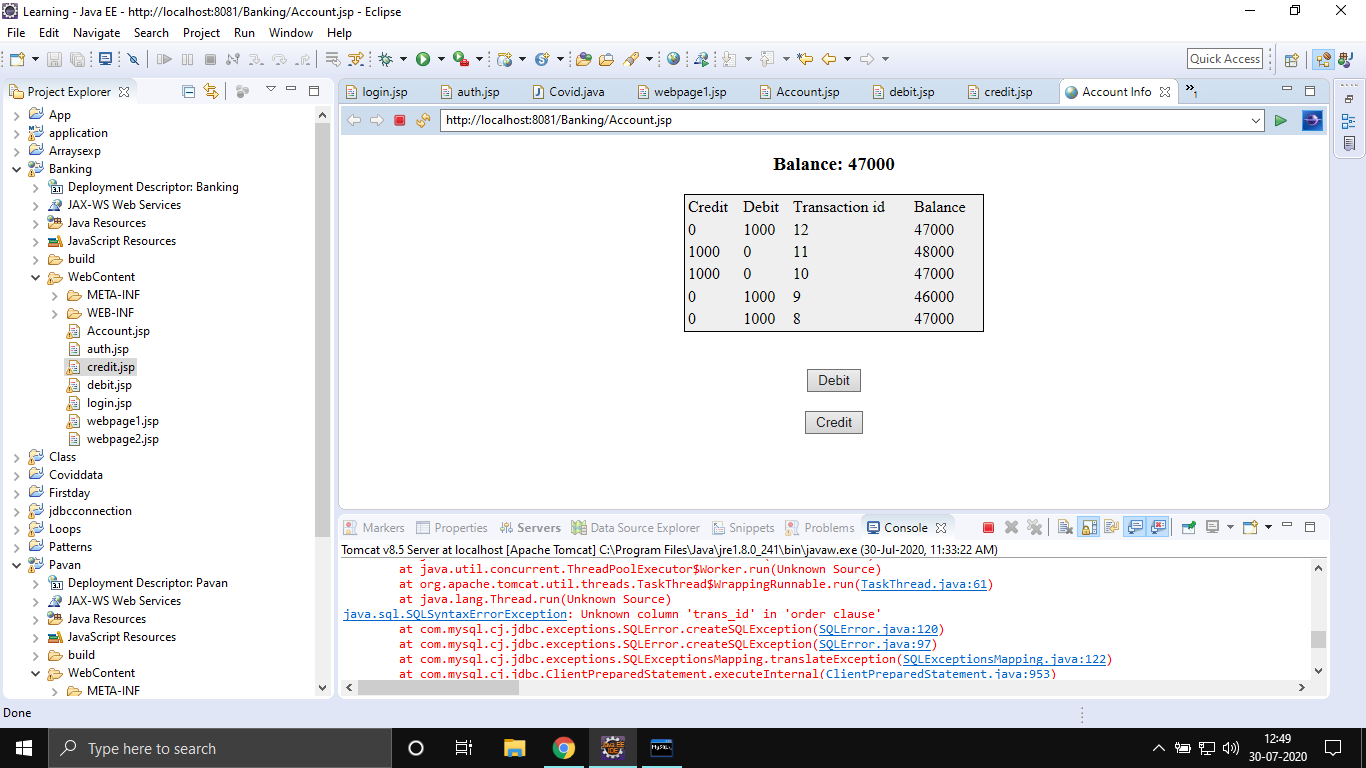 Learning - Java EE - http://localhost:8081/Banking/Account.jsp - Eclipse
File Edit Navigate Search Project Run Window Help
Quick Access
Project Explorer
App
application
Arraysexp
Banking
Deployment Descriptor: Banking
JAX-WS Web Services
Java Resources
JavaScript Resources
build
WebContent
META-INF
WEB-INF
Account.jsp
auth.jsp
credit.jsp
debit.jsp
login.jsp
webpage1.jsp
webpage2.jsp
Class
Coviddata
Firstday
jdbcconnection
Loops
Patterns
Pavan
Deployment Descriptor: Pavan
JAX-WS Web Services
Java Resources
JavaScript Resources
build
WebContent
META-INF
login.jsp auth.jsp Covid.java webpage1.jsp Account.jsp debit.jsp credit.jsp Account Info »1
http://localhost:8081/Banking/Account.jsp
Balance: 47000
Credit Debit Transaction id Balance
0 1000 12 47000
1000 0 11 48000
1000 0 10 47000
0 1000 9 46000
0 1000 8 47000
Debit
Credit
Markers Properties Servers Data Source Explorer Snippets Problems Console
Tomcat v8.5 Server at localhost [Apache Tomcat] C:\Program Files\Java\jre1.8.0_241\bin\javaw.exe (30-Jul-2020, 11:33:22 AM)
at java.util.concurrent.ThreadPoolExecutor$Worker.run(Unknown Source)
at org.apache.tomcat.util.threads.TaskThread$WrappingRunnable.run(TaskThread.java:61)
at java.lang.Thread.run(Unknown Source)
java.sql.SQLSyntaxErrorException: Unknown column 'trans_id' in 'order clause'
at com.mysql.cj.jdbc.exceptions.SQLError.createSQLException(SQLError.java:120)
at com.mysql.cj.jdbc.exceptions.SQLError.createSQLException(SQLError.java:97)
at com.mysql.cj.jdbc.exceptions.SQLExceptionsMapping.translateException(SQLExceptionsMapping.java:122)
at com.mysql.cj.jdbc.ClientPreparedStatement.executeInternal(ClientPreparedStatement.java:953)
Done
Type here to search
12:49
30-07-2020